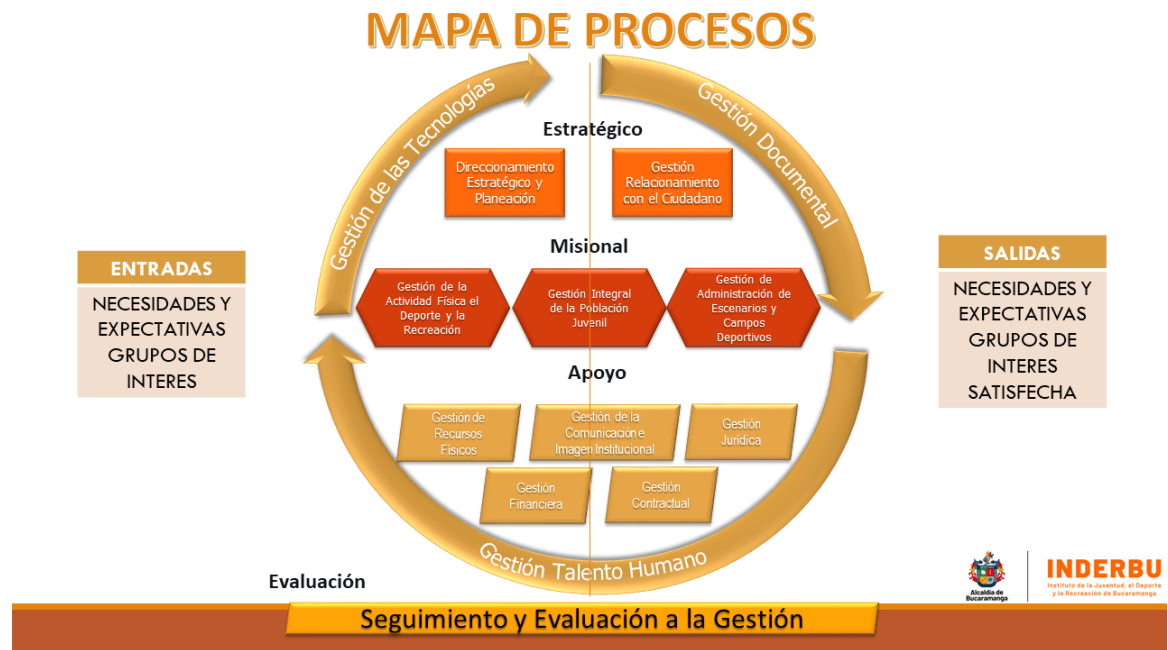 MAPA DE PROCESOS
Gestión de las Tecnologías
Gestión Documental
Estratégico
Direccionamiento
Estratégico y
Planeación
Gestión
Relacionamiento
con el Ciudadano
ENTRADAS
NECESIDADES Y
EXPECTATIVAS
GRUPOS DE
INTERES
Misional
Gestión de la
Actividad Física el
Deporte y la
Recreación
Gestión Integral
de la Población
Juvenil
Gestión de
Administración de
Escenarios y
Campos
Deportivos
SALIDAS
NECESIDADES Y
EXPECTATIVAS
GRUPOS DE
INTERES
SATISFECHA
Apoyo
Gestión de
Recursos
Físicos
Gestión de la
Comunicación e
Imagen Institucional
Gestión
Jurídica
Gestión
Financiera
Gestión
Contractual
Gestión Talento Humano
Evaluación
Seguimiento y Evaluación a la Gestión
Alcaldía de
Bucaramanga
INDERBU
Instituto de la Juventud, el Deporte
y la Recreación de Bucaramanga